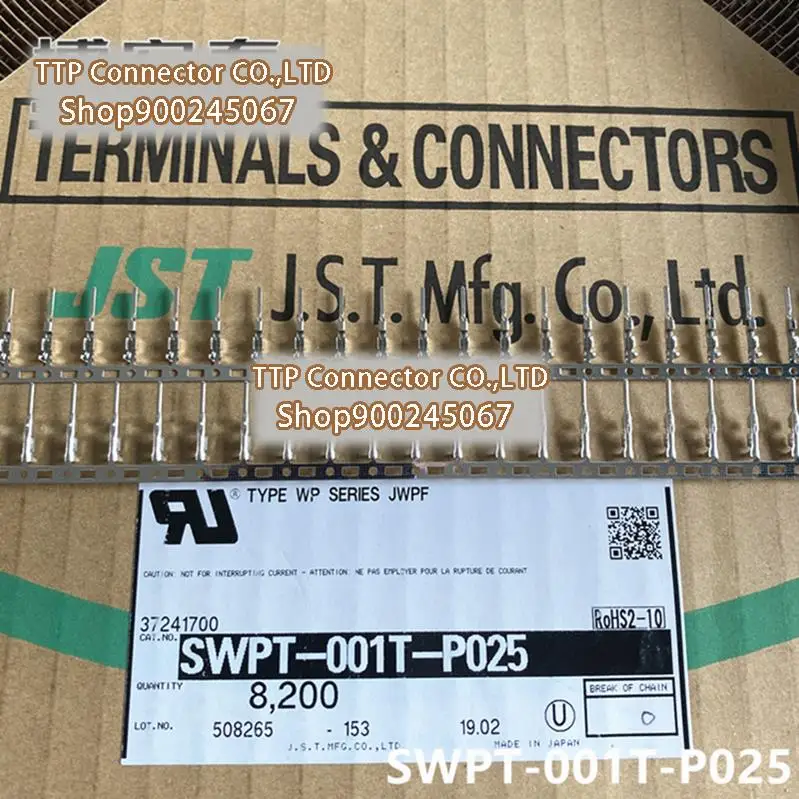 TTP Connector CO.,LTD
Shop900245067
TERMINALS & CONNECTORS
JST J.S.T. Mfg. Co., Ltd.
TTP Connector CO.,LTD
Shop900245067
® TYPE WP SERIES JWPF
CAUTION: NOT FOR INTERRUPTING CURRENT - ATTENTION: NE PAS EMPLOYER POUR LA RUPTURE DE COURANT
37241700
RoHS2-10
CAT.NO. SWPT-001T-P025
QUANTITY 8,200
BREAK OF CHAIN
0
LOT.NO. 508265 - 153 19.02 U
J.S.T.MFG.CO.,LTD MADE IN JAPAN
SWPT-001T-P025